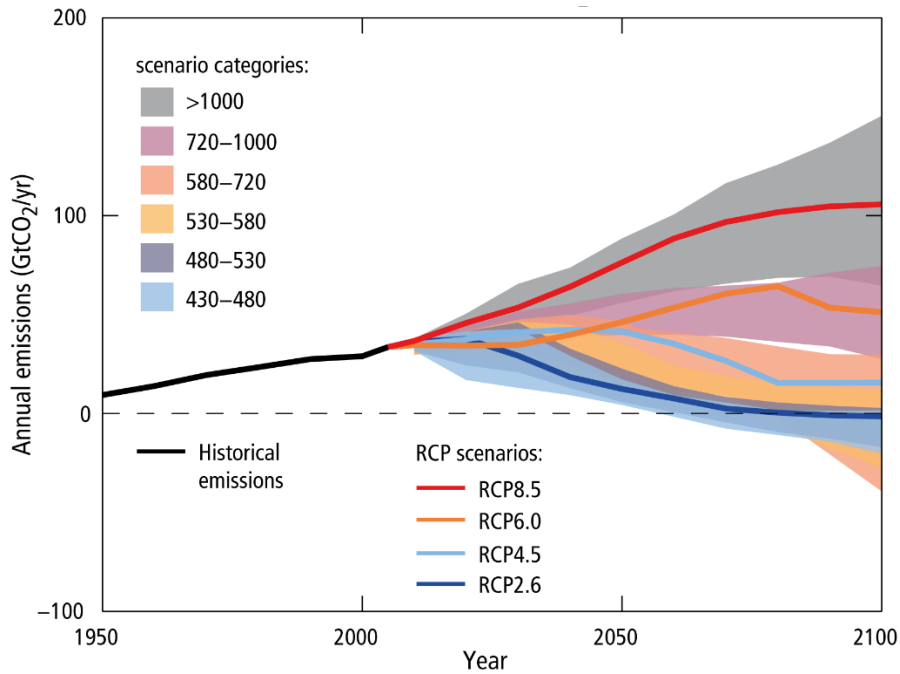 200
scenario categories:
>1000
720–1000
580–720
530–580
480–530
430–480
100
Annual emissions (GtCO₂/yr)
0
Historical
emissions
RCP scenarios:
RCP8.5
RCP6.0
RCP4.5
RCP2.6
–100
1950
2000
2050
2100
Year